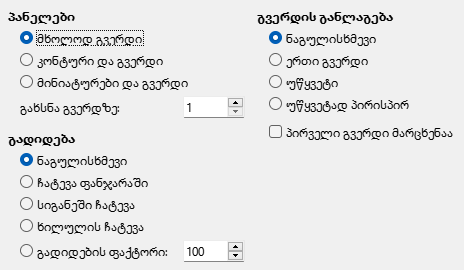 პანელები
მხოლოდ გვერდი
კონტური და გვერდი
მინიატურები და გვერდი
გახსნა გვერდზე: 1
გადიდება
ნაგულისხმევი
ჩატევა ფანჯარაში
სიგანეში ჩატევა
ხილულის ჩატევა
გადიდების ფაქტორი: 100
გვერდის განლაგება
ნაგულისხმევი
ერთი გვერდი
უწყვეტი
უწყვეტად პირისპირ
პირველი გვერდი მარცხენაა